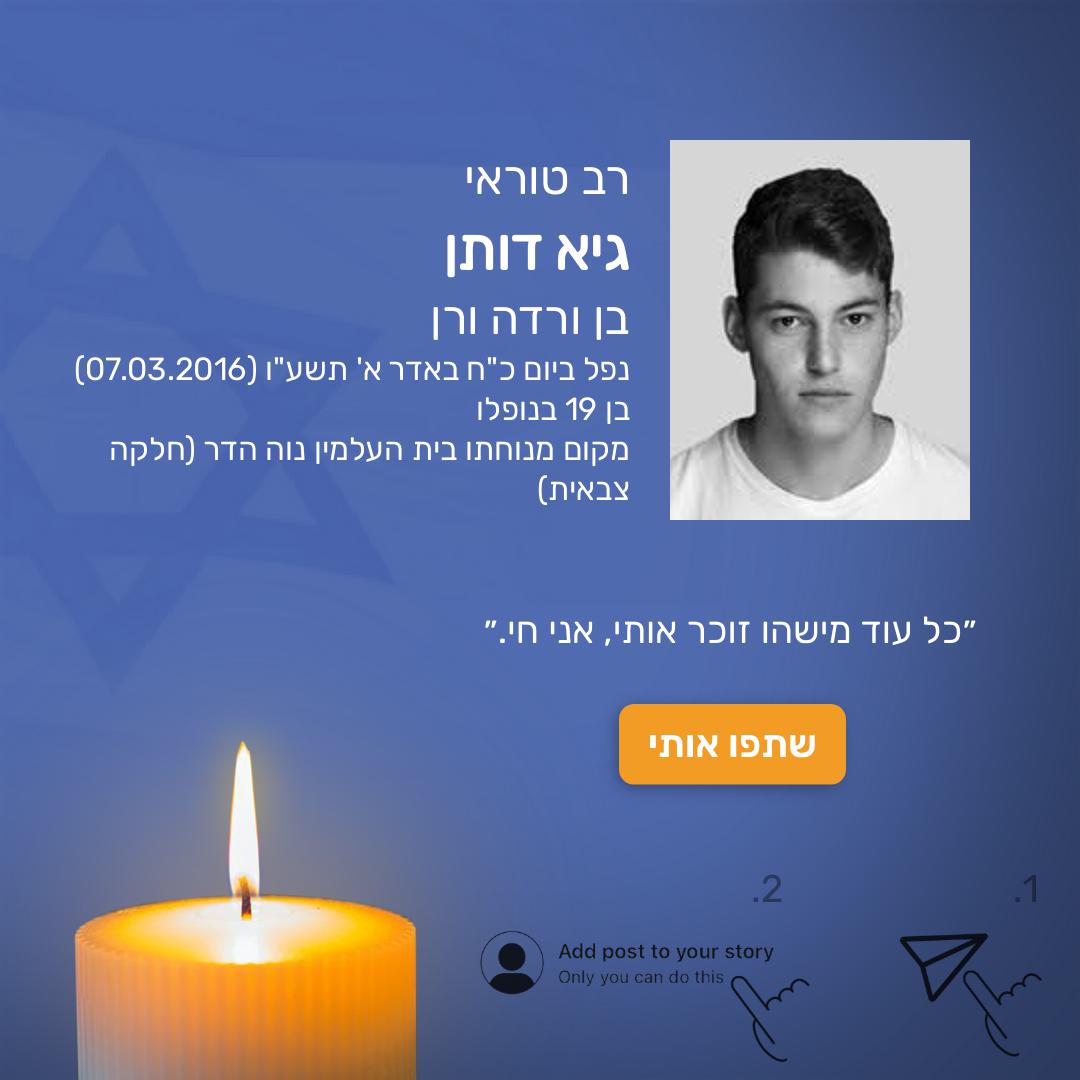 רב טוראי
גיא דותן
בן ורדה ורן
נפל ביום כ"ח באדר א' תשע"ו (07.03.2016)
בן 19 בנופלו
מקום מנוחתו בית העלמין נוה הדר (חלקה
צבאית)
״כל עוד מישהו זוכר אותי, אני חי.״
שתפו אותי
1.
2.
Add post to your story
Only you can do this